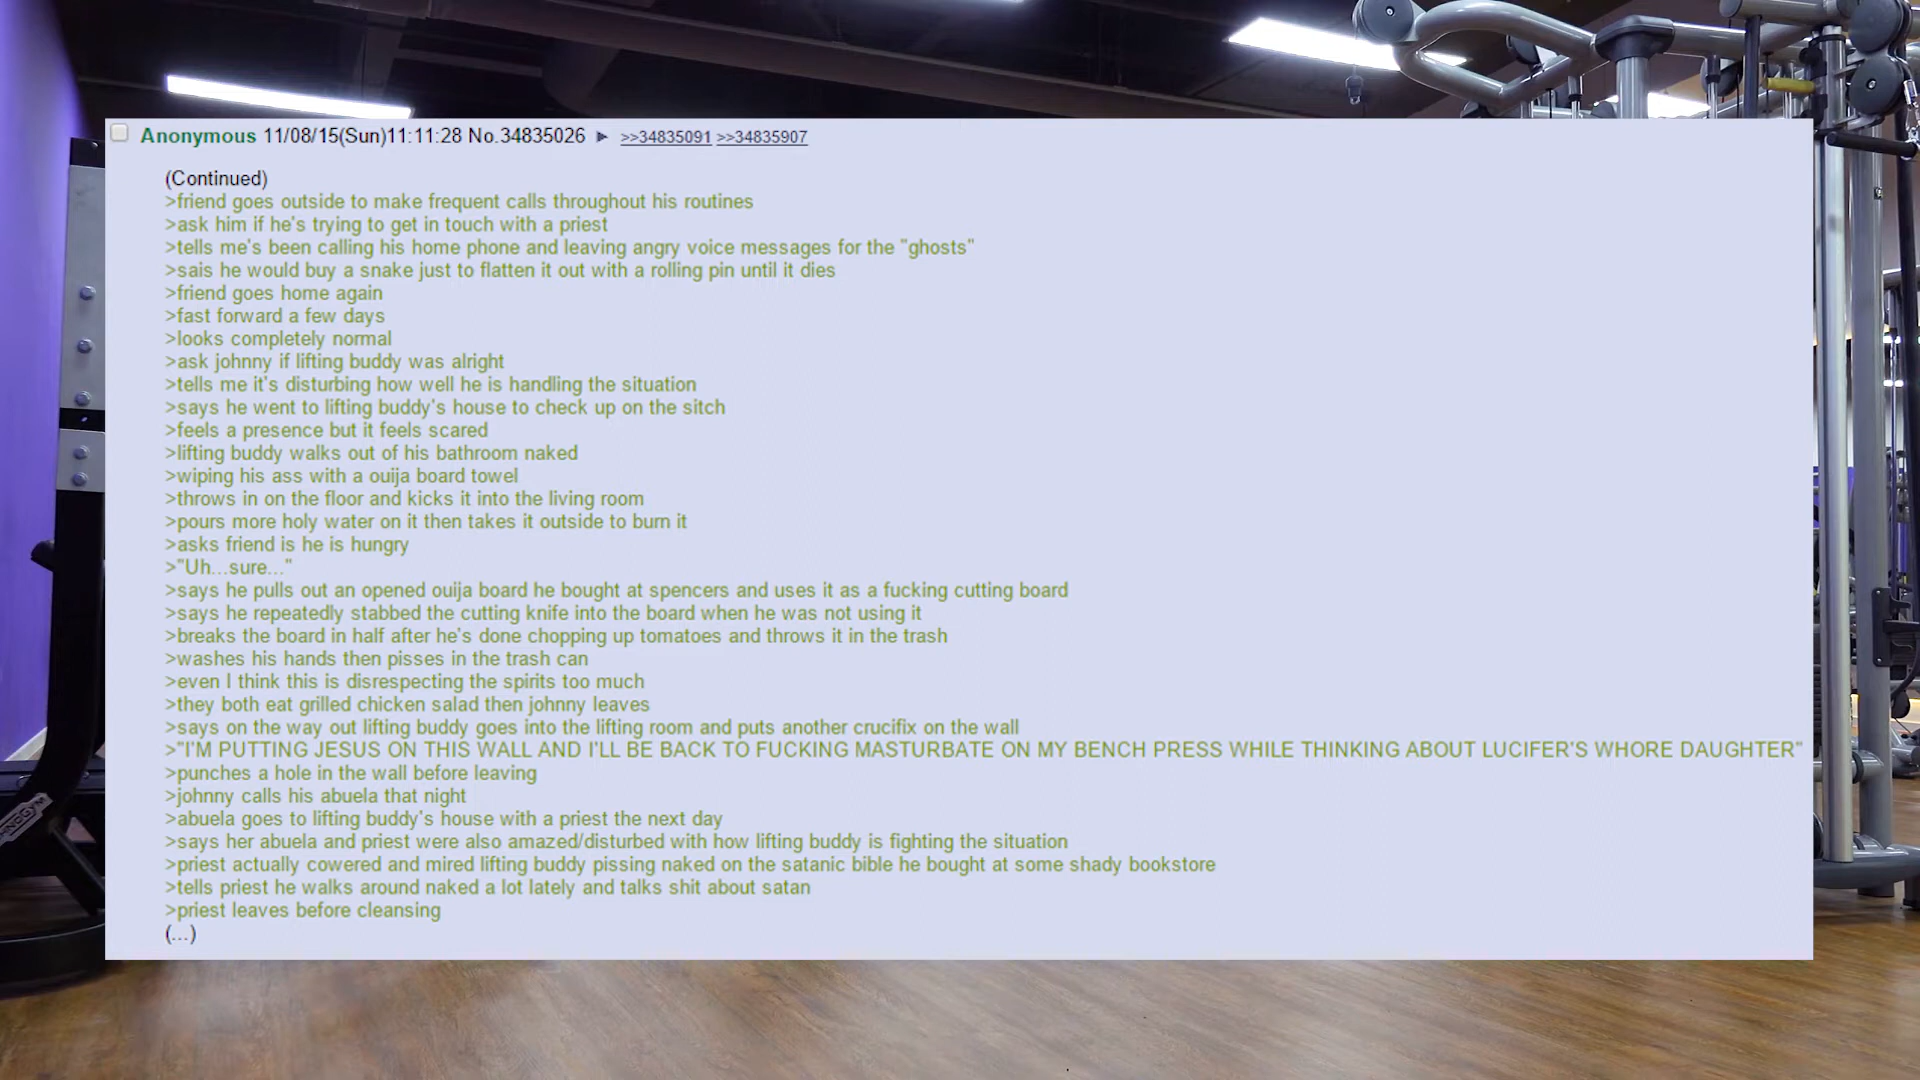 Anonymous 11/08/15(Sun)11:11:28 No.34835026 ▶ >>34835091 >>34835907
(Continued)
>friend goes outside to make frequent calls throughout his routines
>ask him if he's trying to get in touch with a priest
>tells me's been calling his home phone and leaving angry voice messages for the "ghosts"
>sais he would buy a snake just to flatten it out with a rolling pin until it dies
>friend goes home again
>fast forward a few days
>looks completely normal
>ask johnny if lifting buddy was alright
>tells me it's disturbing how well he is handling the situation
>says he went to lifting buddy's house to check up on the sitch
>feels a presence but it feels scared
>lifting buddy walks out of his bathroom naked
>wiping his ass with a ouija board towel
>throws in on the floor and kicks it into the living room
>pours more holy water on it then takes it outside to burn it
>asks friend is he is hungry
>"Uh...sure..."
>says he pulls out an opened ouija board he bought at spencers and uses it as a fucking cutting board
>says he repeatedly stabbed the cutting knife into the board when he was not using it
>breaks the board in half after he's done chopping up tomatoes and throws it in the trash
>washes his hands then pisses in the trash can
>even I think this is disrespecting the spirits too much
>they both eat grilled chicken salad then johnny leaves
>says on the way out lifting buddy goes into the lifting room and puts another crucifix on the wall
>"I'M PUTTING JESUS ON THIS WALL AND I'LL BE BACK TO FUCKING MASTURBATE ON MY BENCH PRESS WHILE THINKING ABOUT LUCIFER'S WHORE DAUGHTER"
>punches a hole in the wall before leaving
>johnny calls his abuela that night
>abuela goes to lifting buddy's house with a priest the next day
>says her abuela and priest were also amazed/disturbed with how lifting buddy is fighting the situation
>priest actually cowered and mired lifting buddy pissing naked on the satanic bible he bought at some shady bookstore
>tells priest he walks around naked a lot lately and talks shit about satan
>priest leaves before cleansing
(...)